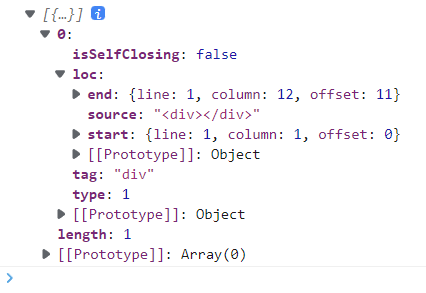 [{…}] i
0:
isSelfClosing: false
loc:
end: {line: 1, column: 12, offset: 11}
source: "<div></div>"
start: {line: 1, column: 1, offset: 0}
[[Prototype]]: Object
tag: "div"
type: 1
[[Prototype]]: Object
length: 1
[[Prototype]]: Array(0)